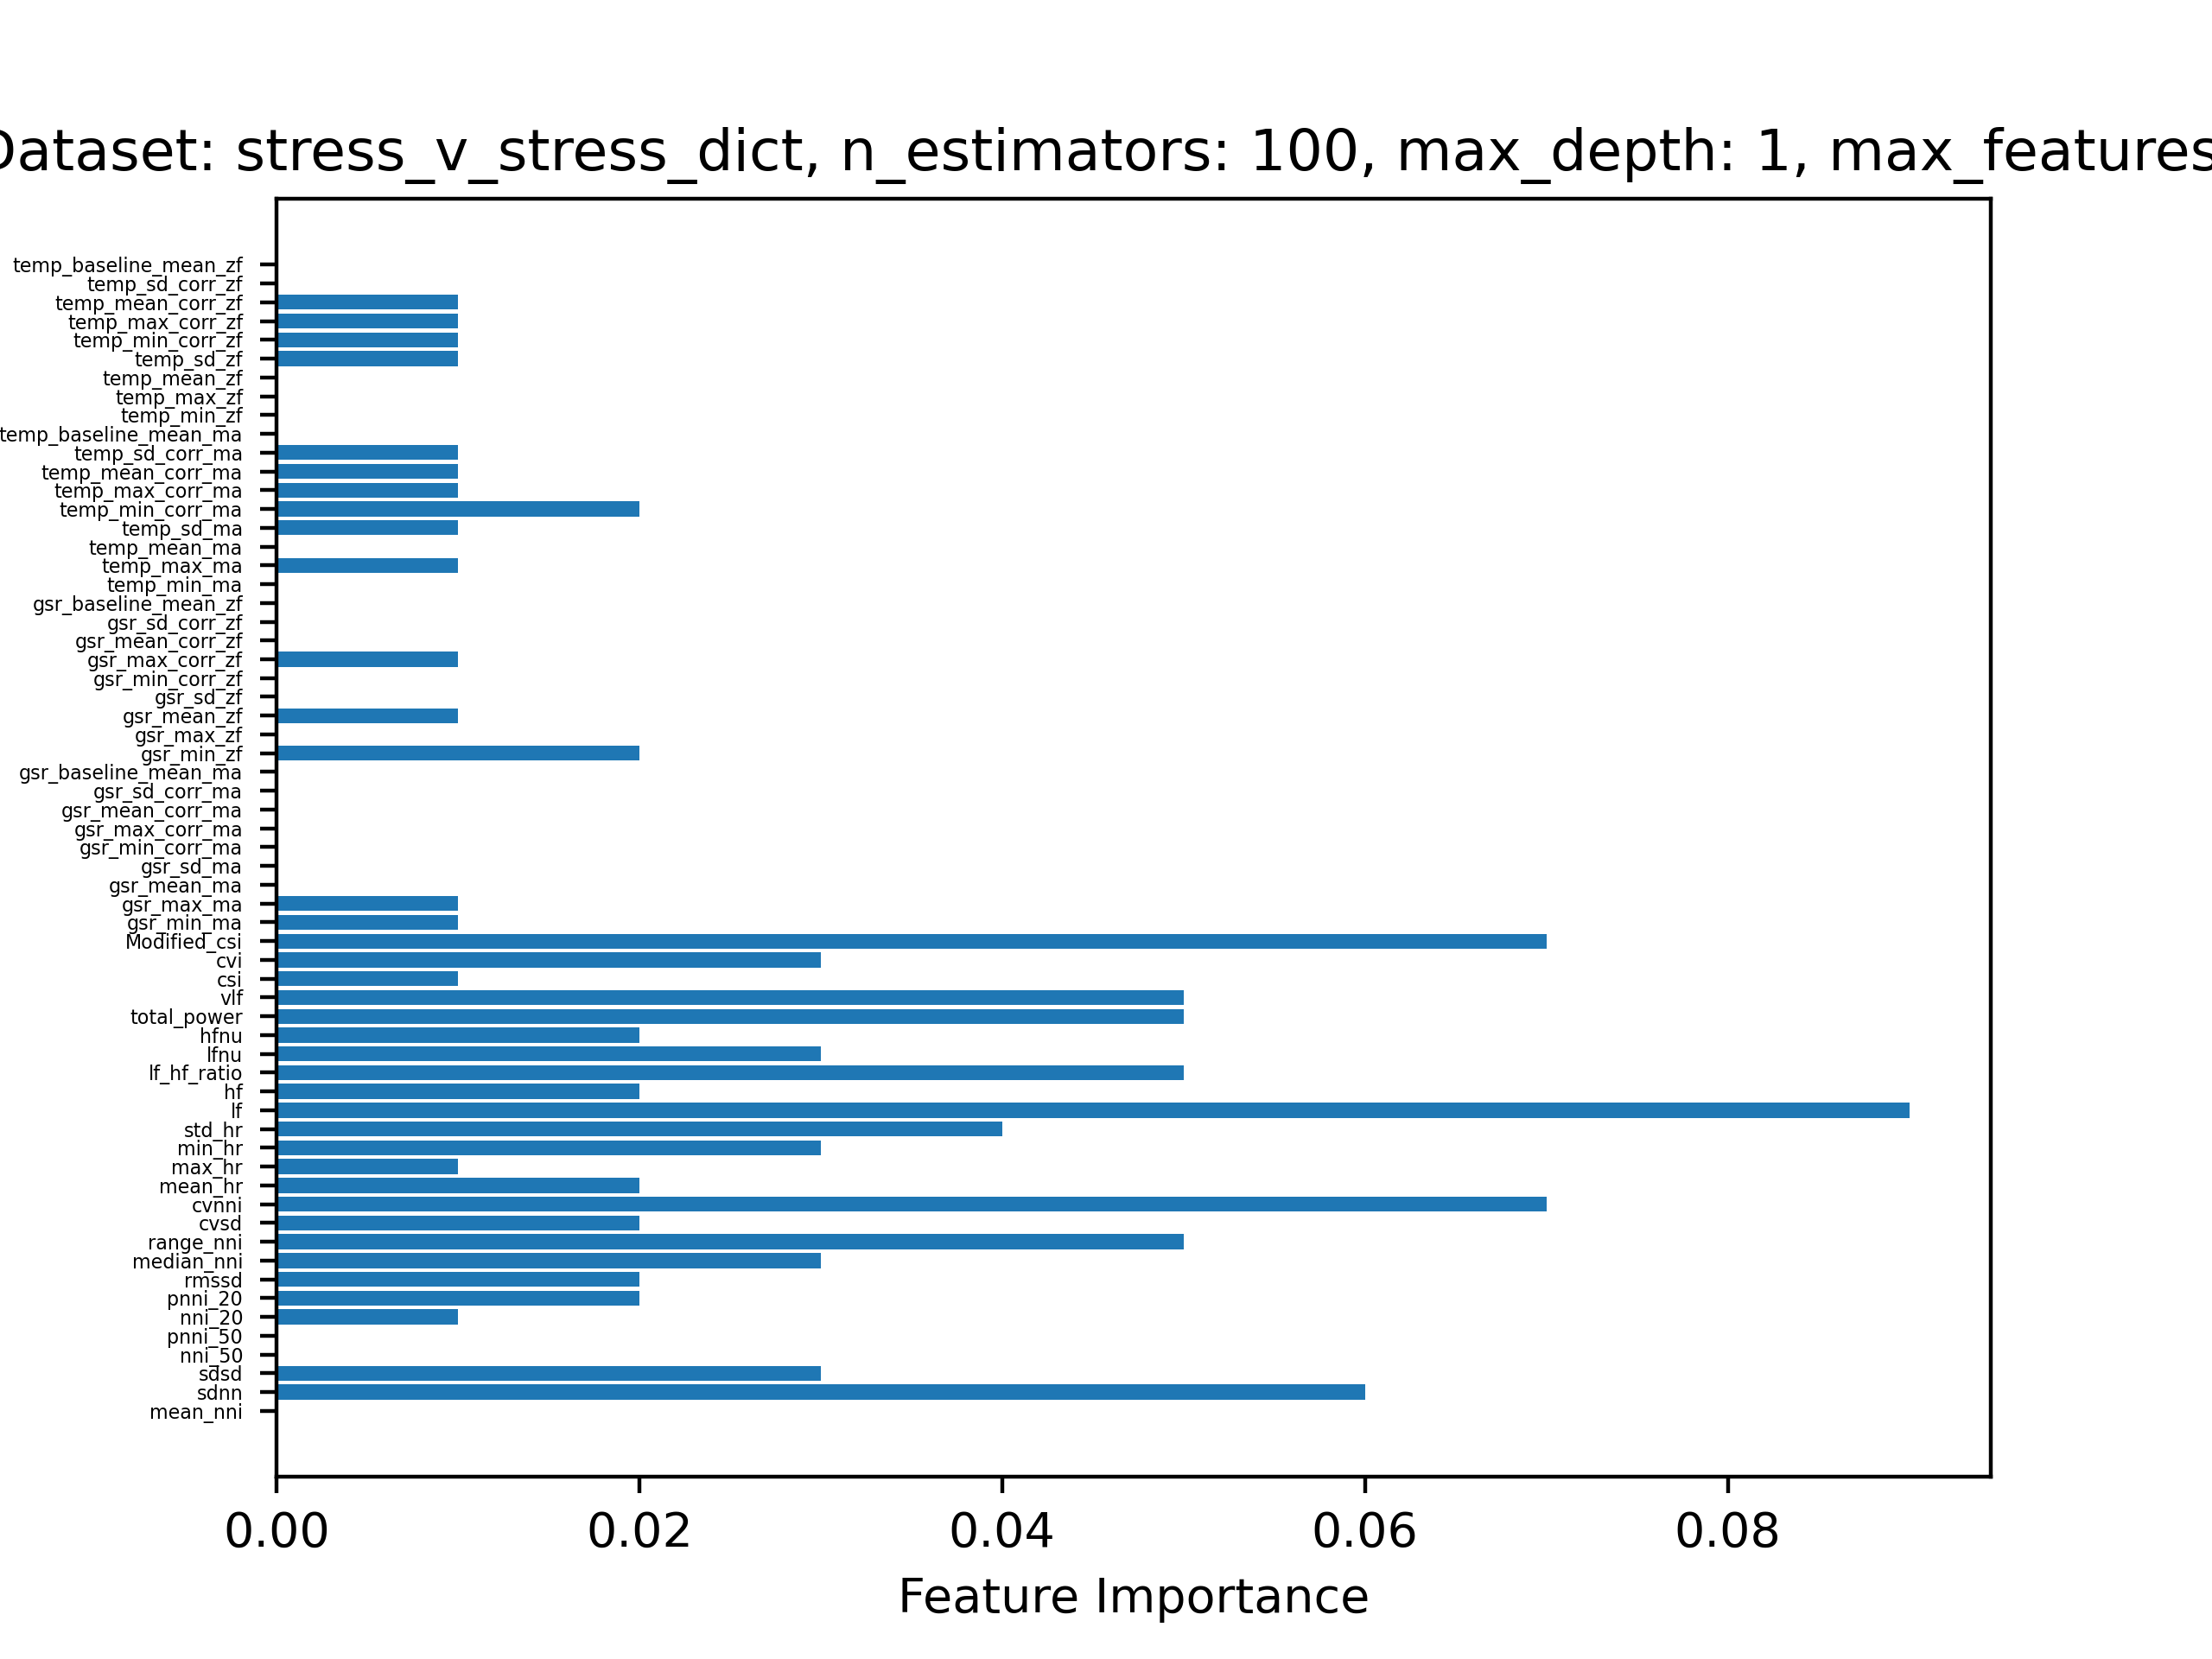 Dataset: stress_v_stress_dict, n_estimators: 100, max_depth: 1, max_features
temp_baseline_mean_zf
temp_sd_corr_zf
temp_mean_corr_zf
temp_max_corr_zf
temp_min_corr_zf
temp_sd_zf
temp_mean_zf
temp_max_zf
temp_min_zf
temp_baseline_mean_ma
temp_sd_corr_ma
temp_mean_corr_ma
temp_max_corr_ma
temp_min_corr_ma
temp_sd_ma
temp_mean_ma
temp_max_ma
temp_min_ma
gsr_baseline_mean_zf
gsr_sd_corr_zf
gsr_mean_corr_zf
gsr_max_corr_zf
gsr_min_corr_zf
gsr_sd_zf
gsr_mean_zf
gsr_max_zf
gsr_min_zf
gsr_baseline_mean_ma
gsr_sd_corr_ma
gsr_mean_corr_ma
gsr_max_corr_ma
gsr_min_corr_ma
gsr_sd_ma
gsr_mean_ma
gsr_max_ma
gsr_min_ma
Modified_csi
cvi
csi
vlf
total_power
hfnu
lfnu
lf_hf_ratio
hf
lf
std_hr
min_hr
max_hr
mean_hr
cvnni
cvsd
range_nni
median_nni
rmssd
pnni_20
nni_20
pnni_50
nni_50
sdsd
sdnn
mean_nni
0.00 0.02 0.04 0.06 0.08
Feature Importance